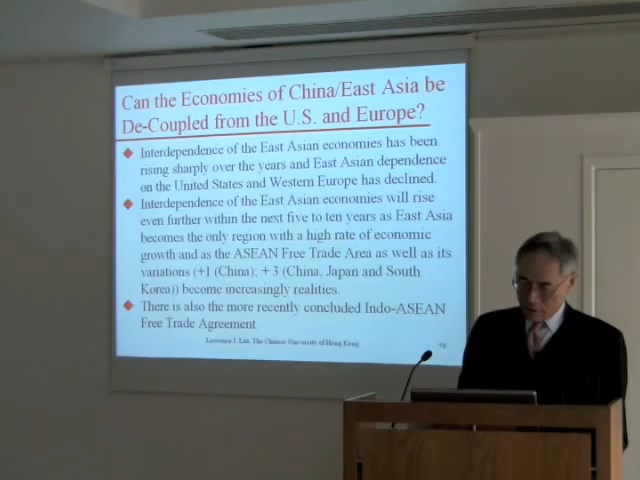 Can the Economies of China/East Asia be
De-Coupled from the U.S. and Europe?
Interdependence of the East Asian economies has been
rising sharply over the years and East Asian dependence
on the United States and Western Europe has declined.
Interdependence of the East Asian economies will rise
even further within the next five to ten years as East Asia
becomes the only region with a high rate of economic
growth and as the ASEAN Free Trade Area as well as its
variations (+1 (China); + 3 (China, Japan and South
Korea)) become increasingly realities.
There is also the more recently concluded Indo-ASEAN
Free Trade Agreement.
Lawrence J. Lau, The Chinese University of Hong Kong